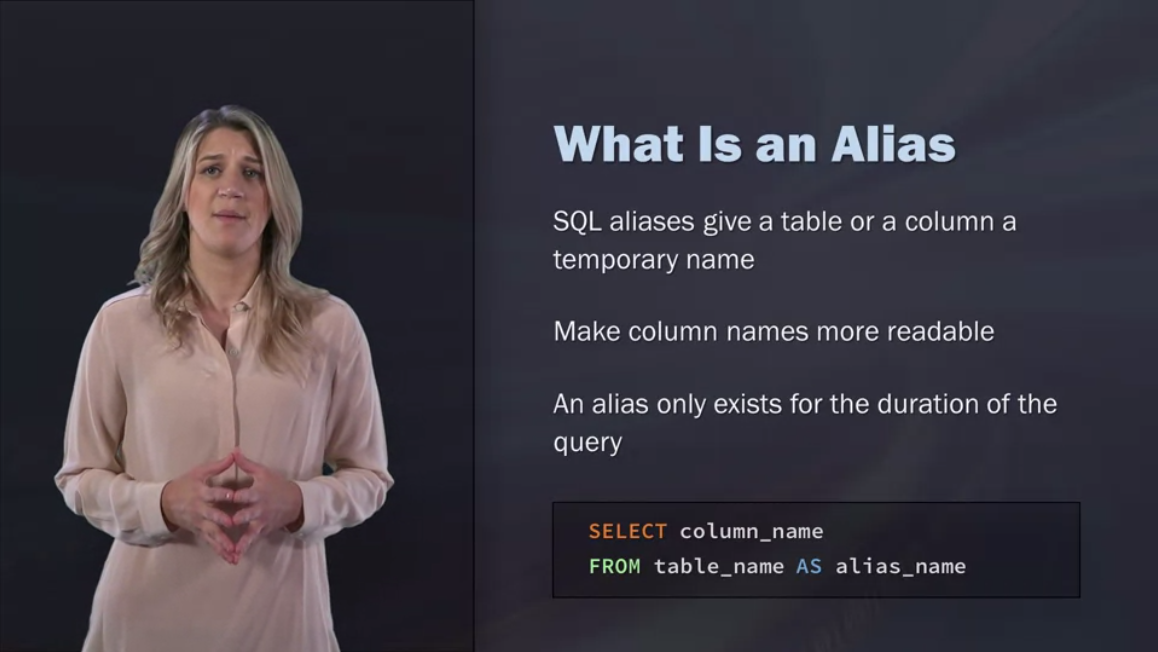 What Is an Alias
SQL aliases give a table or a column a
temporary name
Make column names more readable
An alias only exists for the duration of the
query
SELECT column_name
FROM table_name AS alias_name